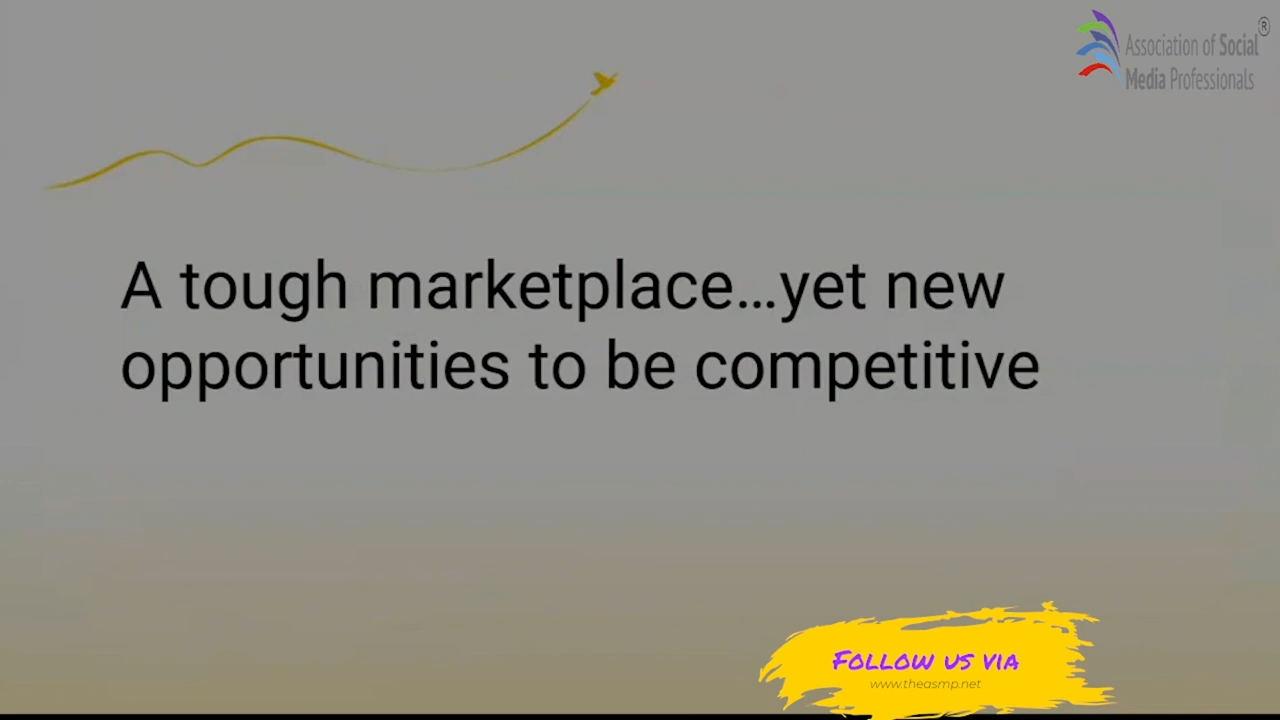 Association of Social ®
Media Professionals
A tough marketplace…yet new
opportunities to be competitive
Follow us via
www.theasmp.net